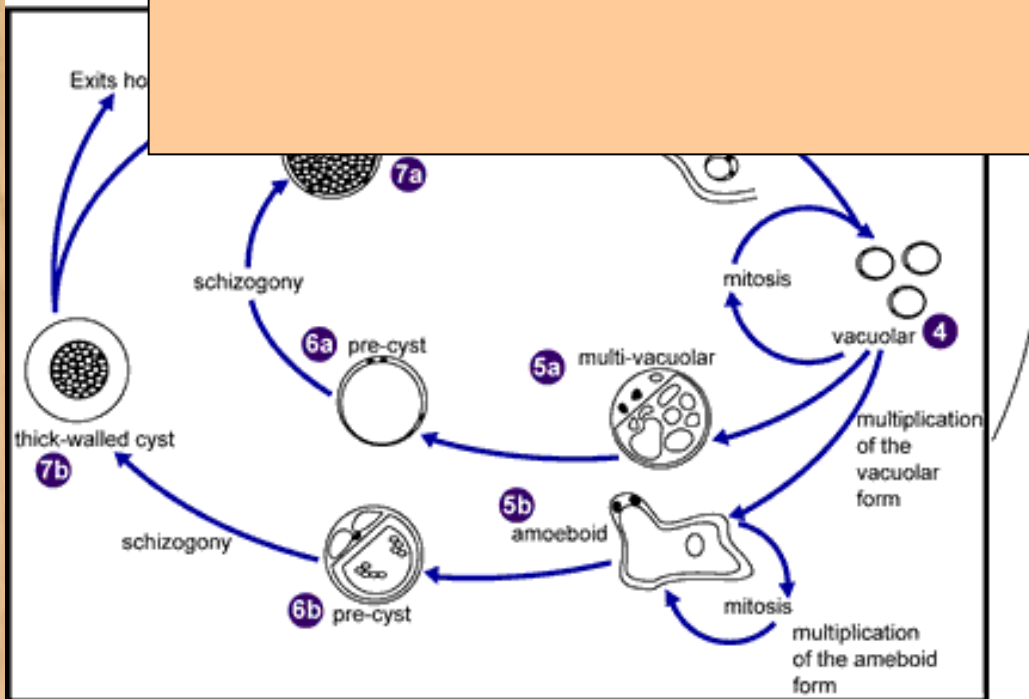 Exits ho
7a
schizogony
mitosis
vacuolar 4
6a pre-cyst
5a multi-vacuolar
multiplication
of the
vacuolar
form
thick-walled cyst
7b
5b
amoeboid
schizogony
6b pre-cyst
mitosis
multiplication
of the ameboid
form